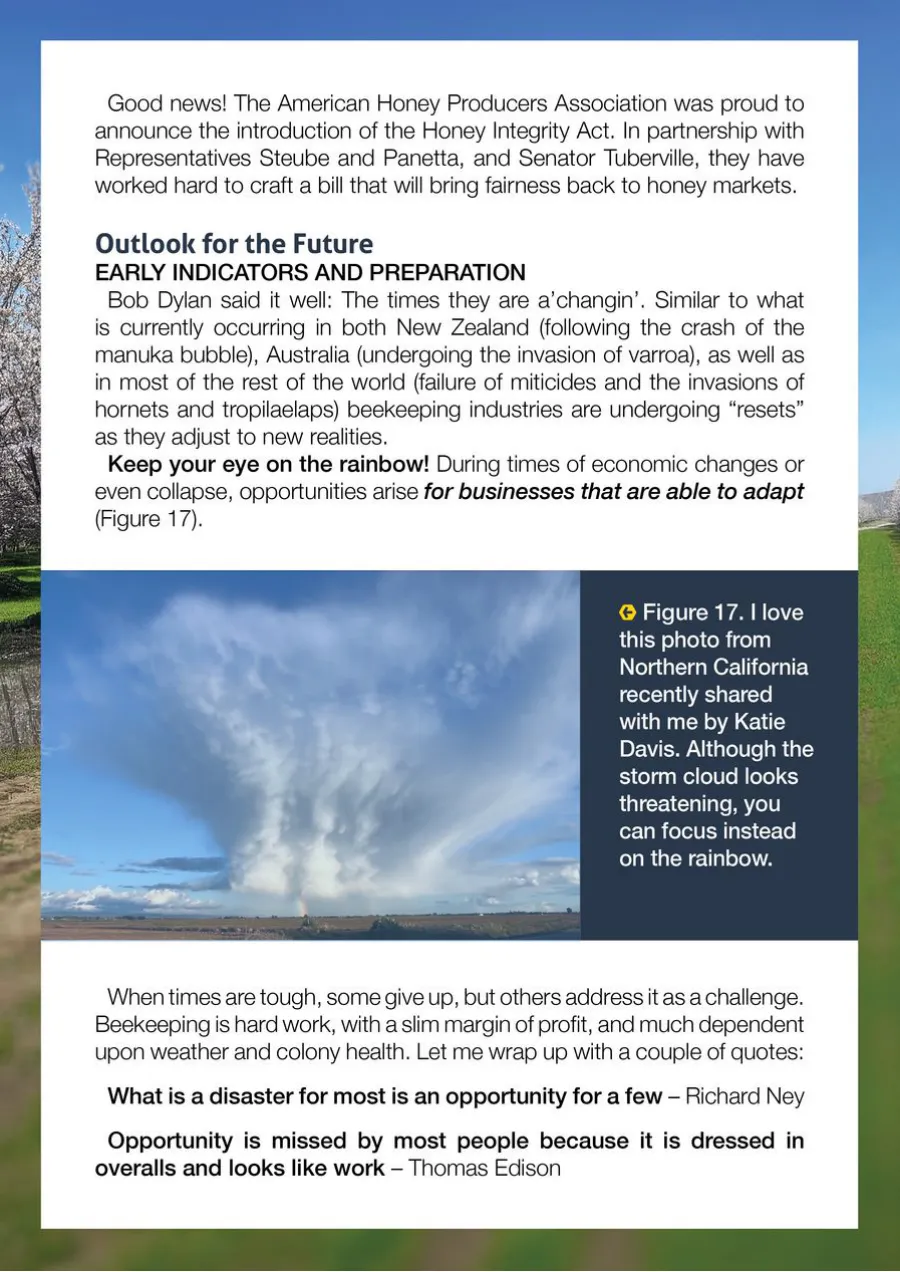 Good news! The American Honey Producers Association was proud to
announce the introduction of the Honey Integrity Act. In partnership with
Representatives Steube and Panetta, and Senator Tuberville, they have
worked hard to craft a bill that will bring fairness back to honey markets.
Outlook for the Future
EARLY INDICATORS AND PREPARATION
Bob Dylan said it well: The times they are a’changin’. Similar to what
is currently occurring in both New Zealand (following the crash of the
manuka bubble), Australia (undergoing the invasion of varroa), as well as
in most of the rest of the world (failure of miticides and the invasions of
hornets and tropilaelaps) beekeeping industries are undergoing “resets”
as they adjust to new realities.
Keep your eye on the rainbow! During times of economic changes or
even collapse, opportunities arise for businesses that are able to adapt
(Figure 17).
Figure 17. I love
this photo from
Northern California
recently shared
with me by Katie
Davis. Although the
storm cloud looks
threatening, you
can focus instead
on the rainbow.
When times are tough, some give up, but others address it as a challenge.
Beekeeping is hard work, with a slim margin of profit, and much dependent
upon weather and colony health. Let me wrap up with a couple of quotes:
What is a disaster for most is an opportunity for a few – Richard Ney
Opportunity is missed by most people because it is dressed in
overalls and looks like work – Thomas Edison